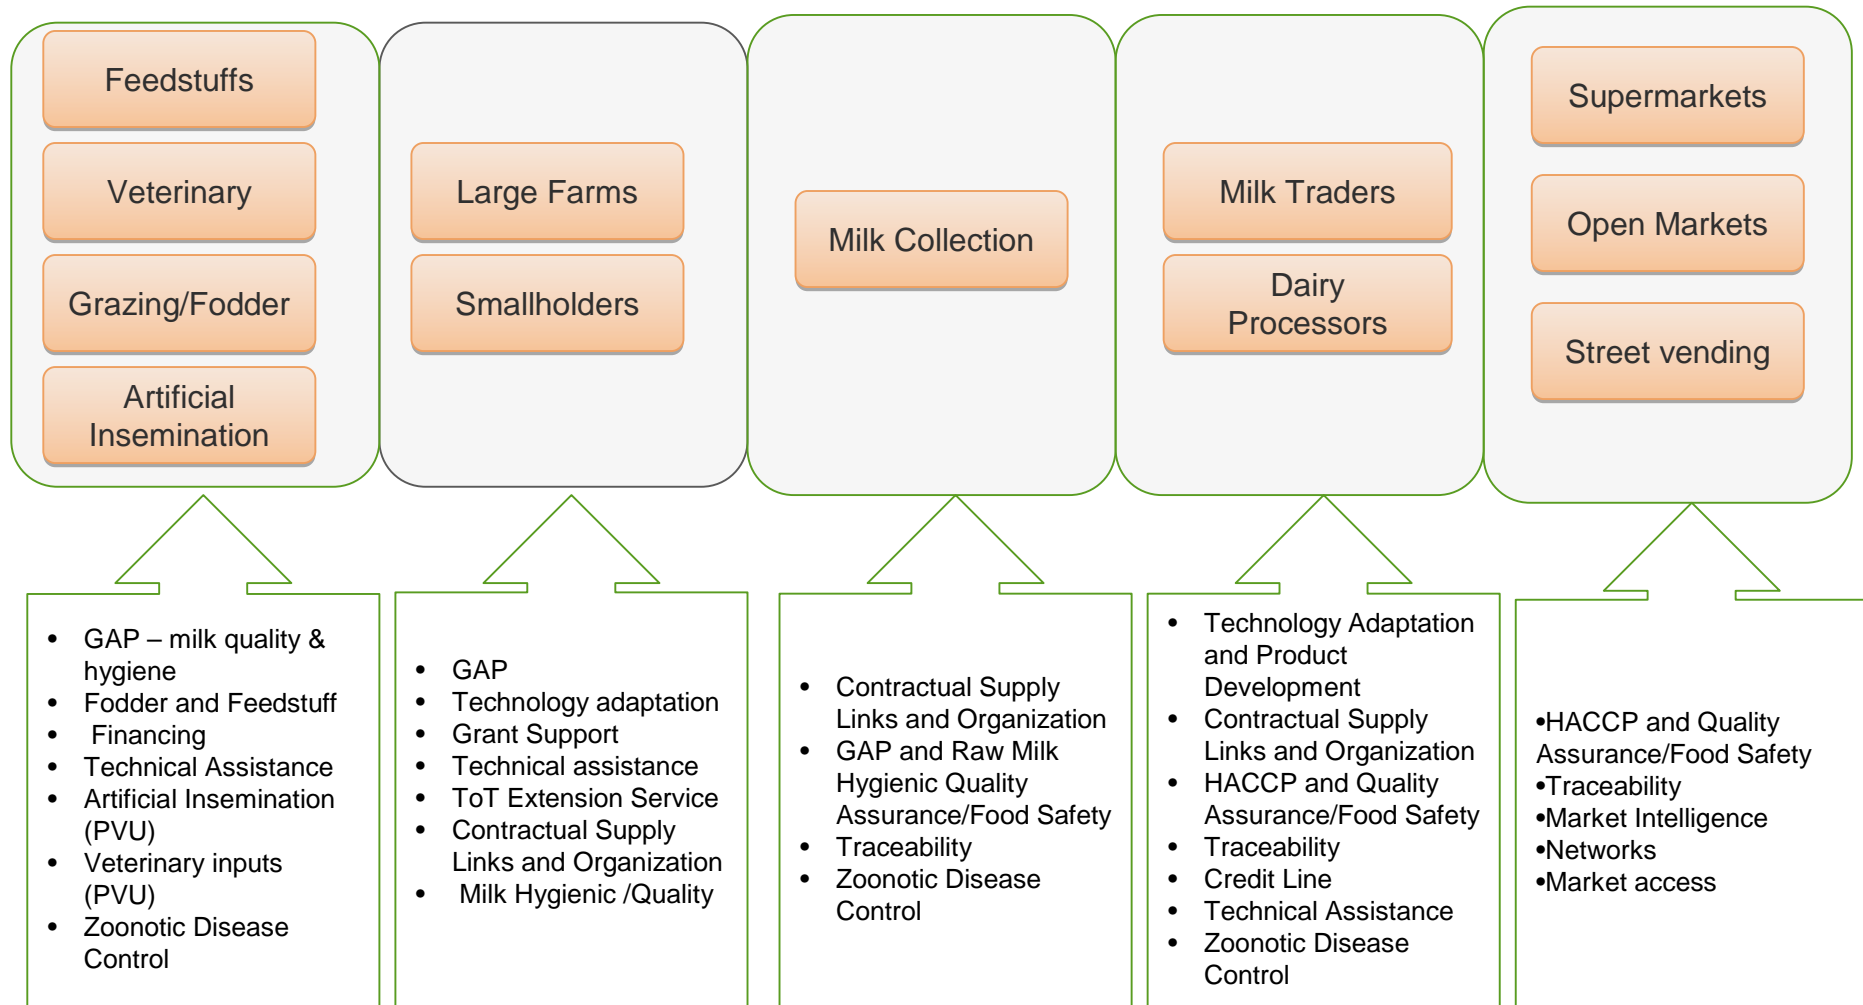 Feedstuffs
Veterinary
Grazing/Fodder
Artificial
Insemination
Large Farms
Smallholders
Milk Collection
Milk Traders
Dairy
Processors
Supermarkets
Open Markets
Street vending
• GAP – milk quality &
hygiene
• Fodder and Feedstuff
• Financing
• Technical Assistance
• Artificial Insemination
(PVU)
• Veterinary inputs
(PVU)
• Zoonotic Disease
Control
• GAP
• Technology adaptation
• Grant Support
• Technical assistance
• ToT Extension Service
• Contractual Supply
Links and Organization
• Milk Hygienic /Quality
• Contractual Supply
Links and Organization
• GAP and Raw Milk
Hygienic Quality
Assurance/Food Safety
• Traceability
• Zoonotic Disease
Control
• Technology Adaptation
and Product
Development
• Contractual Supply
Links and Organization
• HACCP and Quality
Assurance/Food Safety
• Traceability
• Credit Line
• Technical Assistance
• Zoonotic Disease
Control
•HACCP and Quality
Assurance/Food Safety
•Traceability
•Market Intelligence
•Networks
•Market access